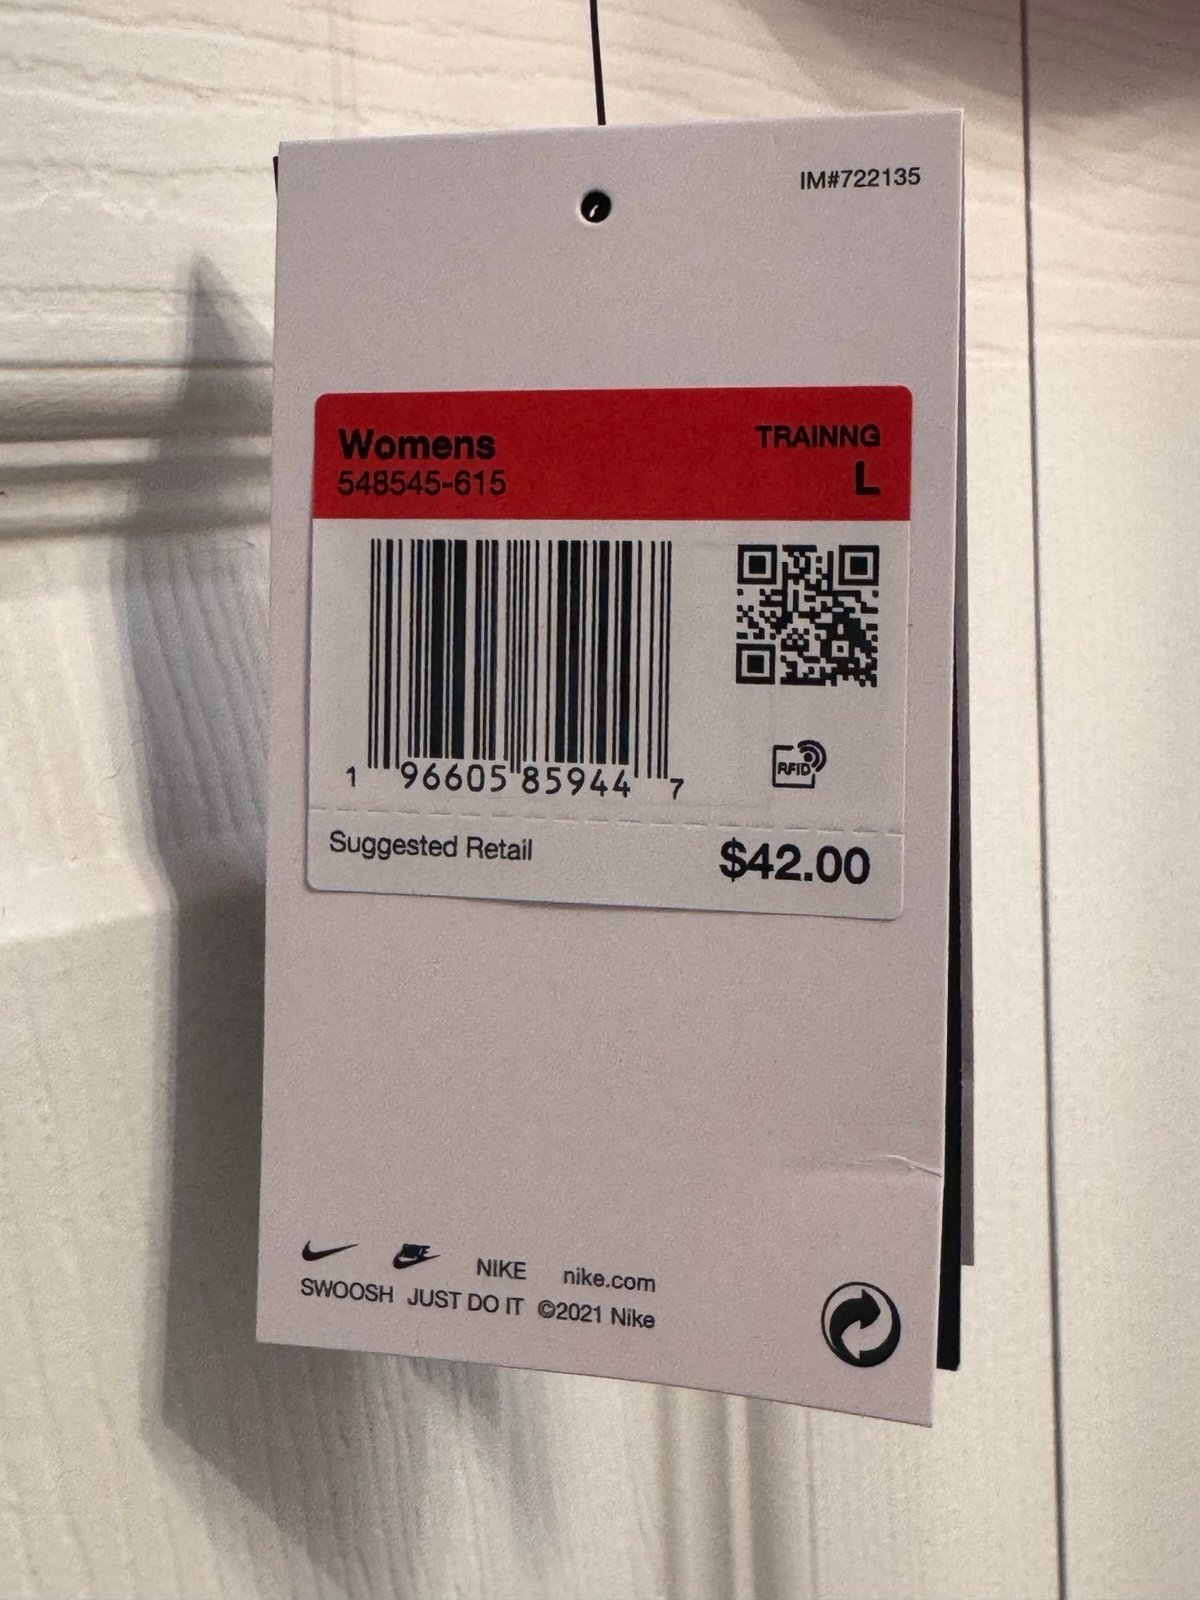 IM#722135
Womens TRAINNG
548545-615 L
1 96605 85944 7
RFID
Suggested Retail $42.00
NIKE NIKE nike.com
SWOOSH JUST DO IT ©2021 Nike